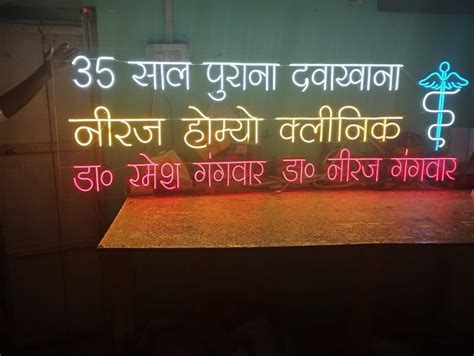 35 साल पुराना दवाखाना
नीरज होम्यो क्लीनिक
डा० रमेश गंगवार डा० नीरज गंगवार